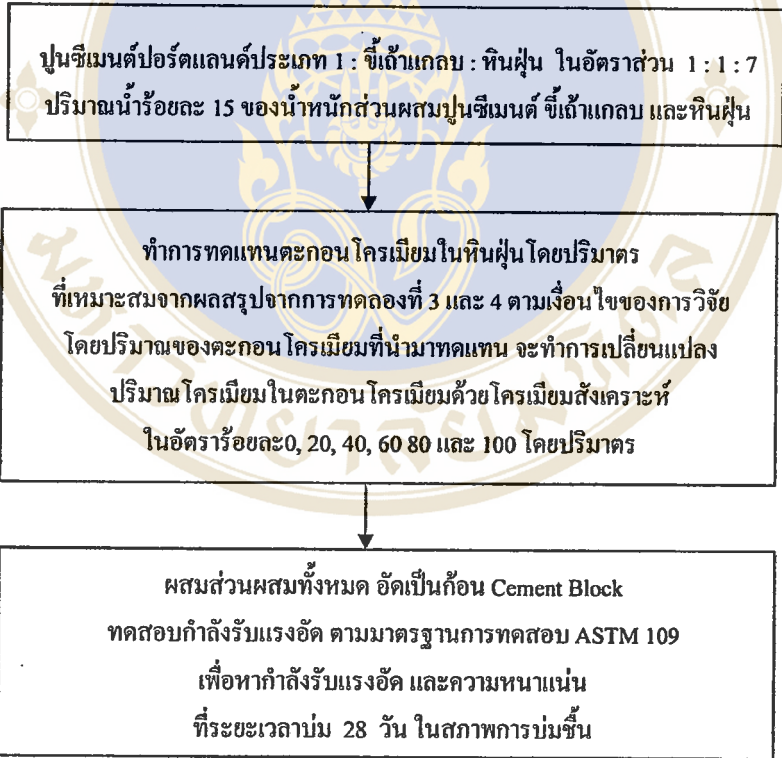 ปูนซีเมนต์ปอร์ตแลนด์ประเภท 1 : ขี้เถ้าแกลบ : หินฝุ่น ในอัตราส่วน 1 : 1 : 7
ปริมาณน้ำร้อยละ 15 ของน้ำหนักส่วนผสมปูนซีเมนต์ ขี้เถ้าแกลบ และหินฝุ่น
ทำการทดแทนตะกอนโครเมียมในหินฝุ่นโดยปริมาตร
ที่เหมาะสมจากผลสรุปจากการทดลองที่ 3 และ 4 ตามเงื่อนไขของการวิจัย
โดยปริมาณของตะกอนโครเมียมที่นำมาทดแทน จะทำการเปลี่ยนแปลง
ปริมาณโครเมียมในตะกอนโครเมียมด้วยโครเมียมสังเคราะห์
ในอัตราร้อยละ0, 20, 40, 60 80 และ 100 โดยปริมาตร
ผสมส่วนผสมทั้งหมด อัดเป็นก้อน Cement Block
ทดสอบกำลังรับแรงอัด ตามมาตรฐานการทดสอบ ASTM 109
เพื่อหากำลังรับแรงอัด และความหนาแน่น
ที่ระยะเวลาบ่ม 28 วัน ในสภาพการบ่มชื้น
มหาวิทยาลัยมหิดล